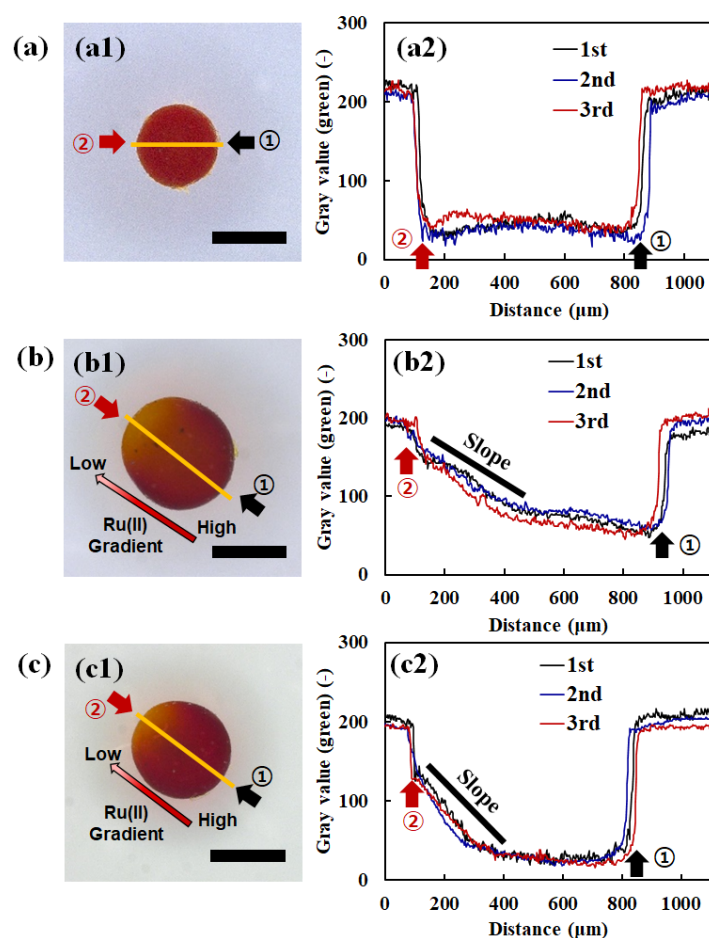 (a) (a1)
② ①
(a2)
300
200
100
0
Gray value (green) (-)
1st
2nd
3rd
② ①
0 200 400 600 800 1000
Distance (μm)
(b) (b1)
②
①
Low
High
Ru(II)
Gradient
(b2)
300
200
100
0
Gray value (green) (-)
1st
2nd
3rd
Slope
② ①
0 200 400 600 800 1000
Distance (μm)
(c) (c1)
②
①
Low
High
Ru(II)
Gradient
(c2)
300
200
100
0
Gray value (green) (-)
1st
2nd
3rd
Slope
② ①
0 200 400 600 800 1000
Distance (μm)